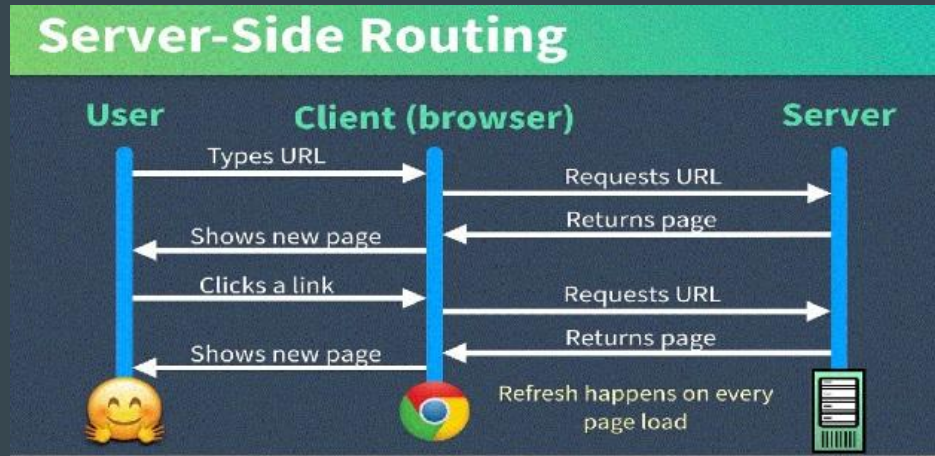 Server-Side Routing
User
Client (browser)
Server
Types URL
Requests URL
Returns page
Shows new page
Clicks a link
Requests URL
Returns page
Shows new page
Refresh happens on every
page load